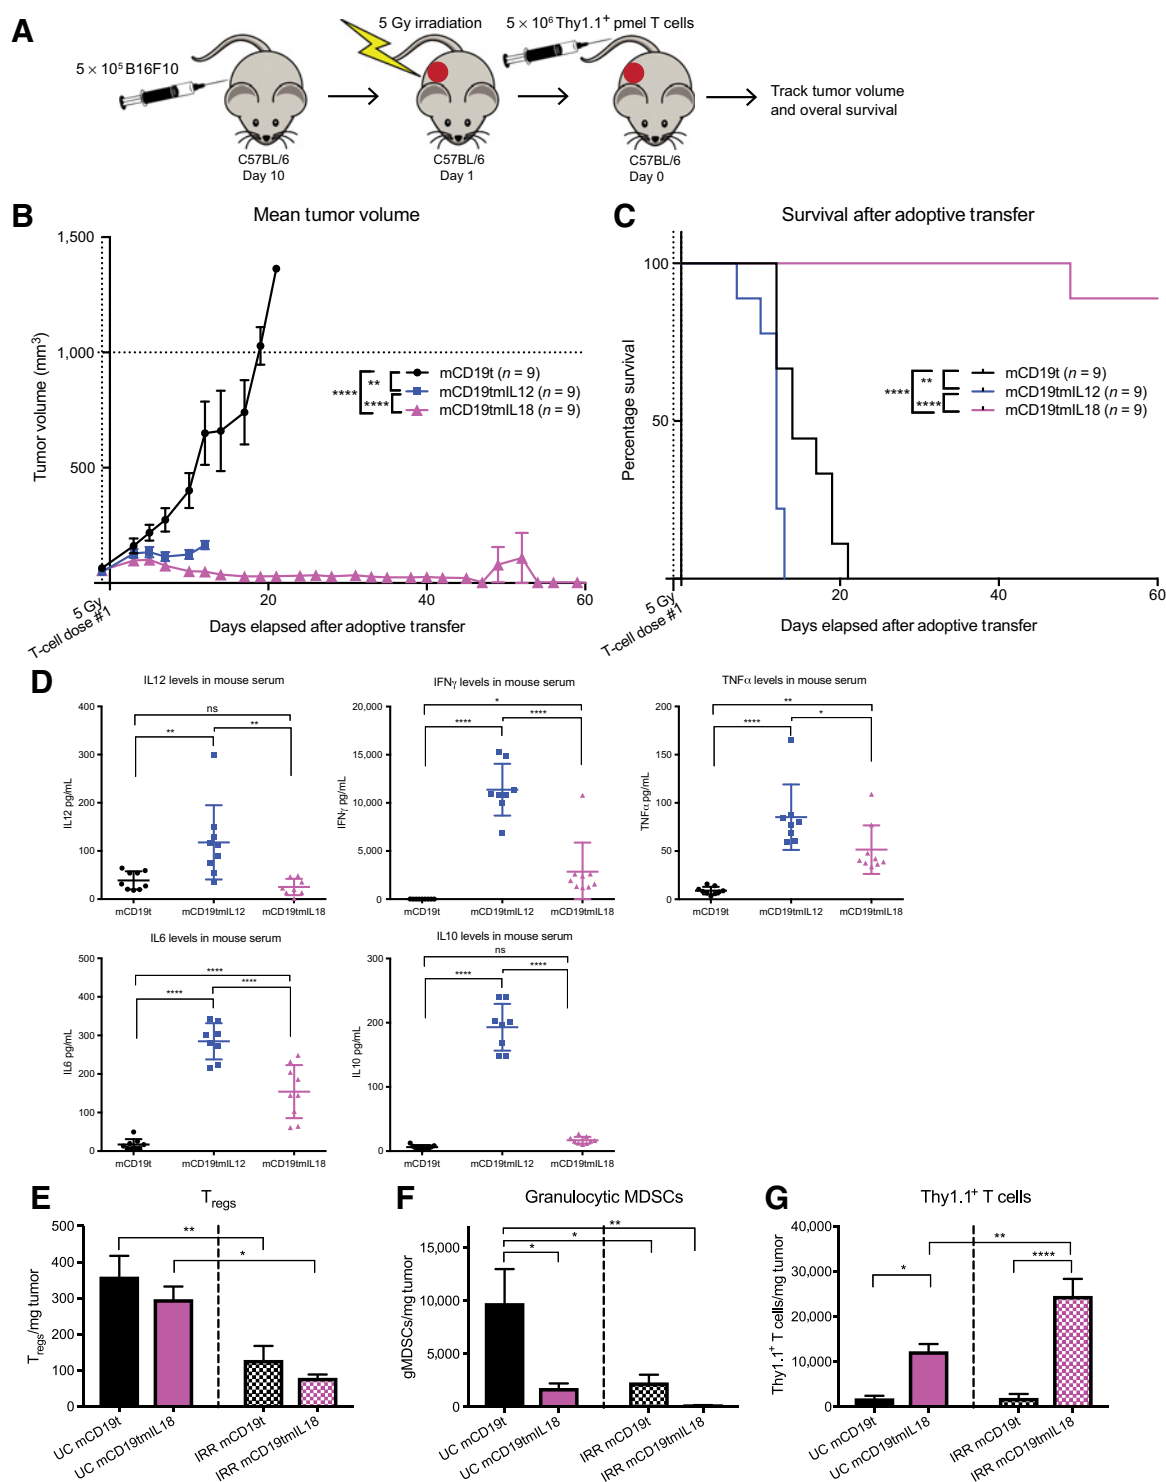 A
5 × 10⁵ B16F10
5 Gy irradiation
5 × 10⁶ Thy1.1⁺ pmel T cells
Track tumor volume
and overal survival
C57BL/6
Day 10
C57BL/6
Day 1
C57BL/6
Day 0
B
Mean tumor volume
1,500
1,000
500
Tumor volume (mm³)
mCD19t (n = 9)
mCD19tmIL12 (n = 9)
mCD19tmIL18 (n = 9)
**
****
****
20
40
60
5 Gy
T-cell dose #1
Days elapsed after adoptive transfer
C
Survival after adoptive transfer
100
50
Percentage survival
mCD19t (n = 9)
mCD19tmIL12 (n = 9)
mCD19tmIL18 (n = 9)
**
****
****
20
40
60
5 Gy
T-cell dose #1
Days elapsed after adoptive transfer
D
IL12 levels in mouse serum
400
300
200
100
0
IL12 pg/mL
ns
**
**
mCD19t
mCD19tmIL12
mCD19tmIL18
IFNγ levels in mouse serum
20,000
15,000
10,000
5,000
0
IFNγ pg/mL
*
****
****
mCD19t
mCD19tmIL12
mCD19tmIL18
TNFα levels in mouse serum
200
150
100
50
0
TNFα pg/mL
**
****
*
mCD19t
mCD19tmIL12
mCD19tmIL18
IL6 levels in mouse serum
500
400
300
200
100
0
IL6 pg/mL
****
****
****
mCD19t
mCD19tmIL12
mCD19tmIL18
IL10 levels in mouse serum
300
200
100
0
IL10 pg/mL
ns
****
****
mCD19t
mCD19tmIL12
mCD19tmIL18
E
Tregs
500
400
300
200
100
0
Tregs/mg tumor
**
*
UC mCD19t
UC mCD19tmIL18
IRR mCD19t
IRR mCD19tmIL18
F
Granulocytic MDSCs
15,000
10,000
5,000
0
gMDSCs/mg tumor
**
*
*
UC mCD19t
UC mCD19tmIL18
IRR mCD19t
IRR mCD19tmIL18
G
Thy1.1⁺ T cells
40,000
30,000
20,000
10,000
0
Thy1.1⁺ T cells/mg tumor
**
*
****
UC mCD19t
UC mCD19tmIL18
IRR mCD19t
IRR mCD19tmIL18